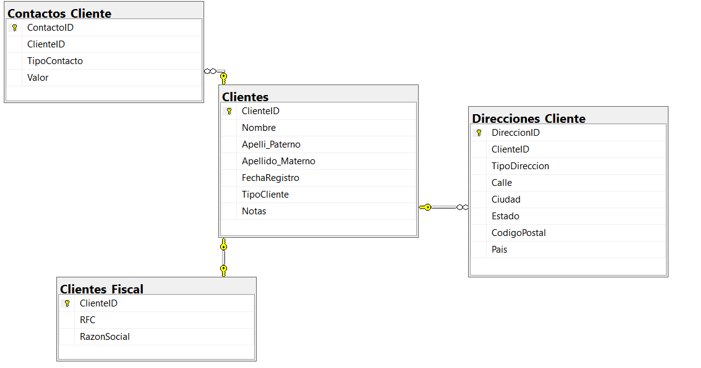 Contactos_Cliente
ContactoID
ClienteID
TipoContacto
Valor
Clientes
ClienteID
Nombre
Apelli_Paterno
Apellido_Materno
FechaRegistro
TipoCliente
Notas
Direcciones_Cliente
DireccionID
ClienteID
TipoDireccion
Calle
Ciudad
Estado
CodigoPostal
Pais
Clientes_Fiscal
ClienteID
RFC
RazonSocial